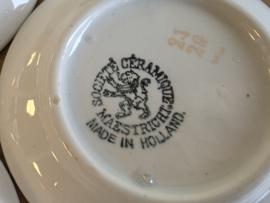 SOCIÉTÉ CÉRAMIQUE
MAESTRICHT.
MADE IN HOLLAND.